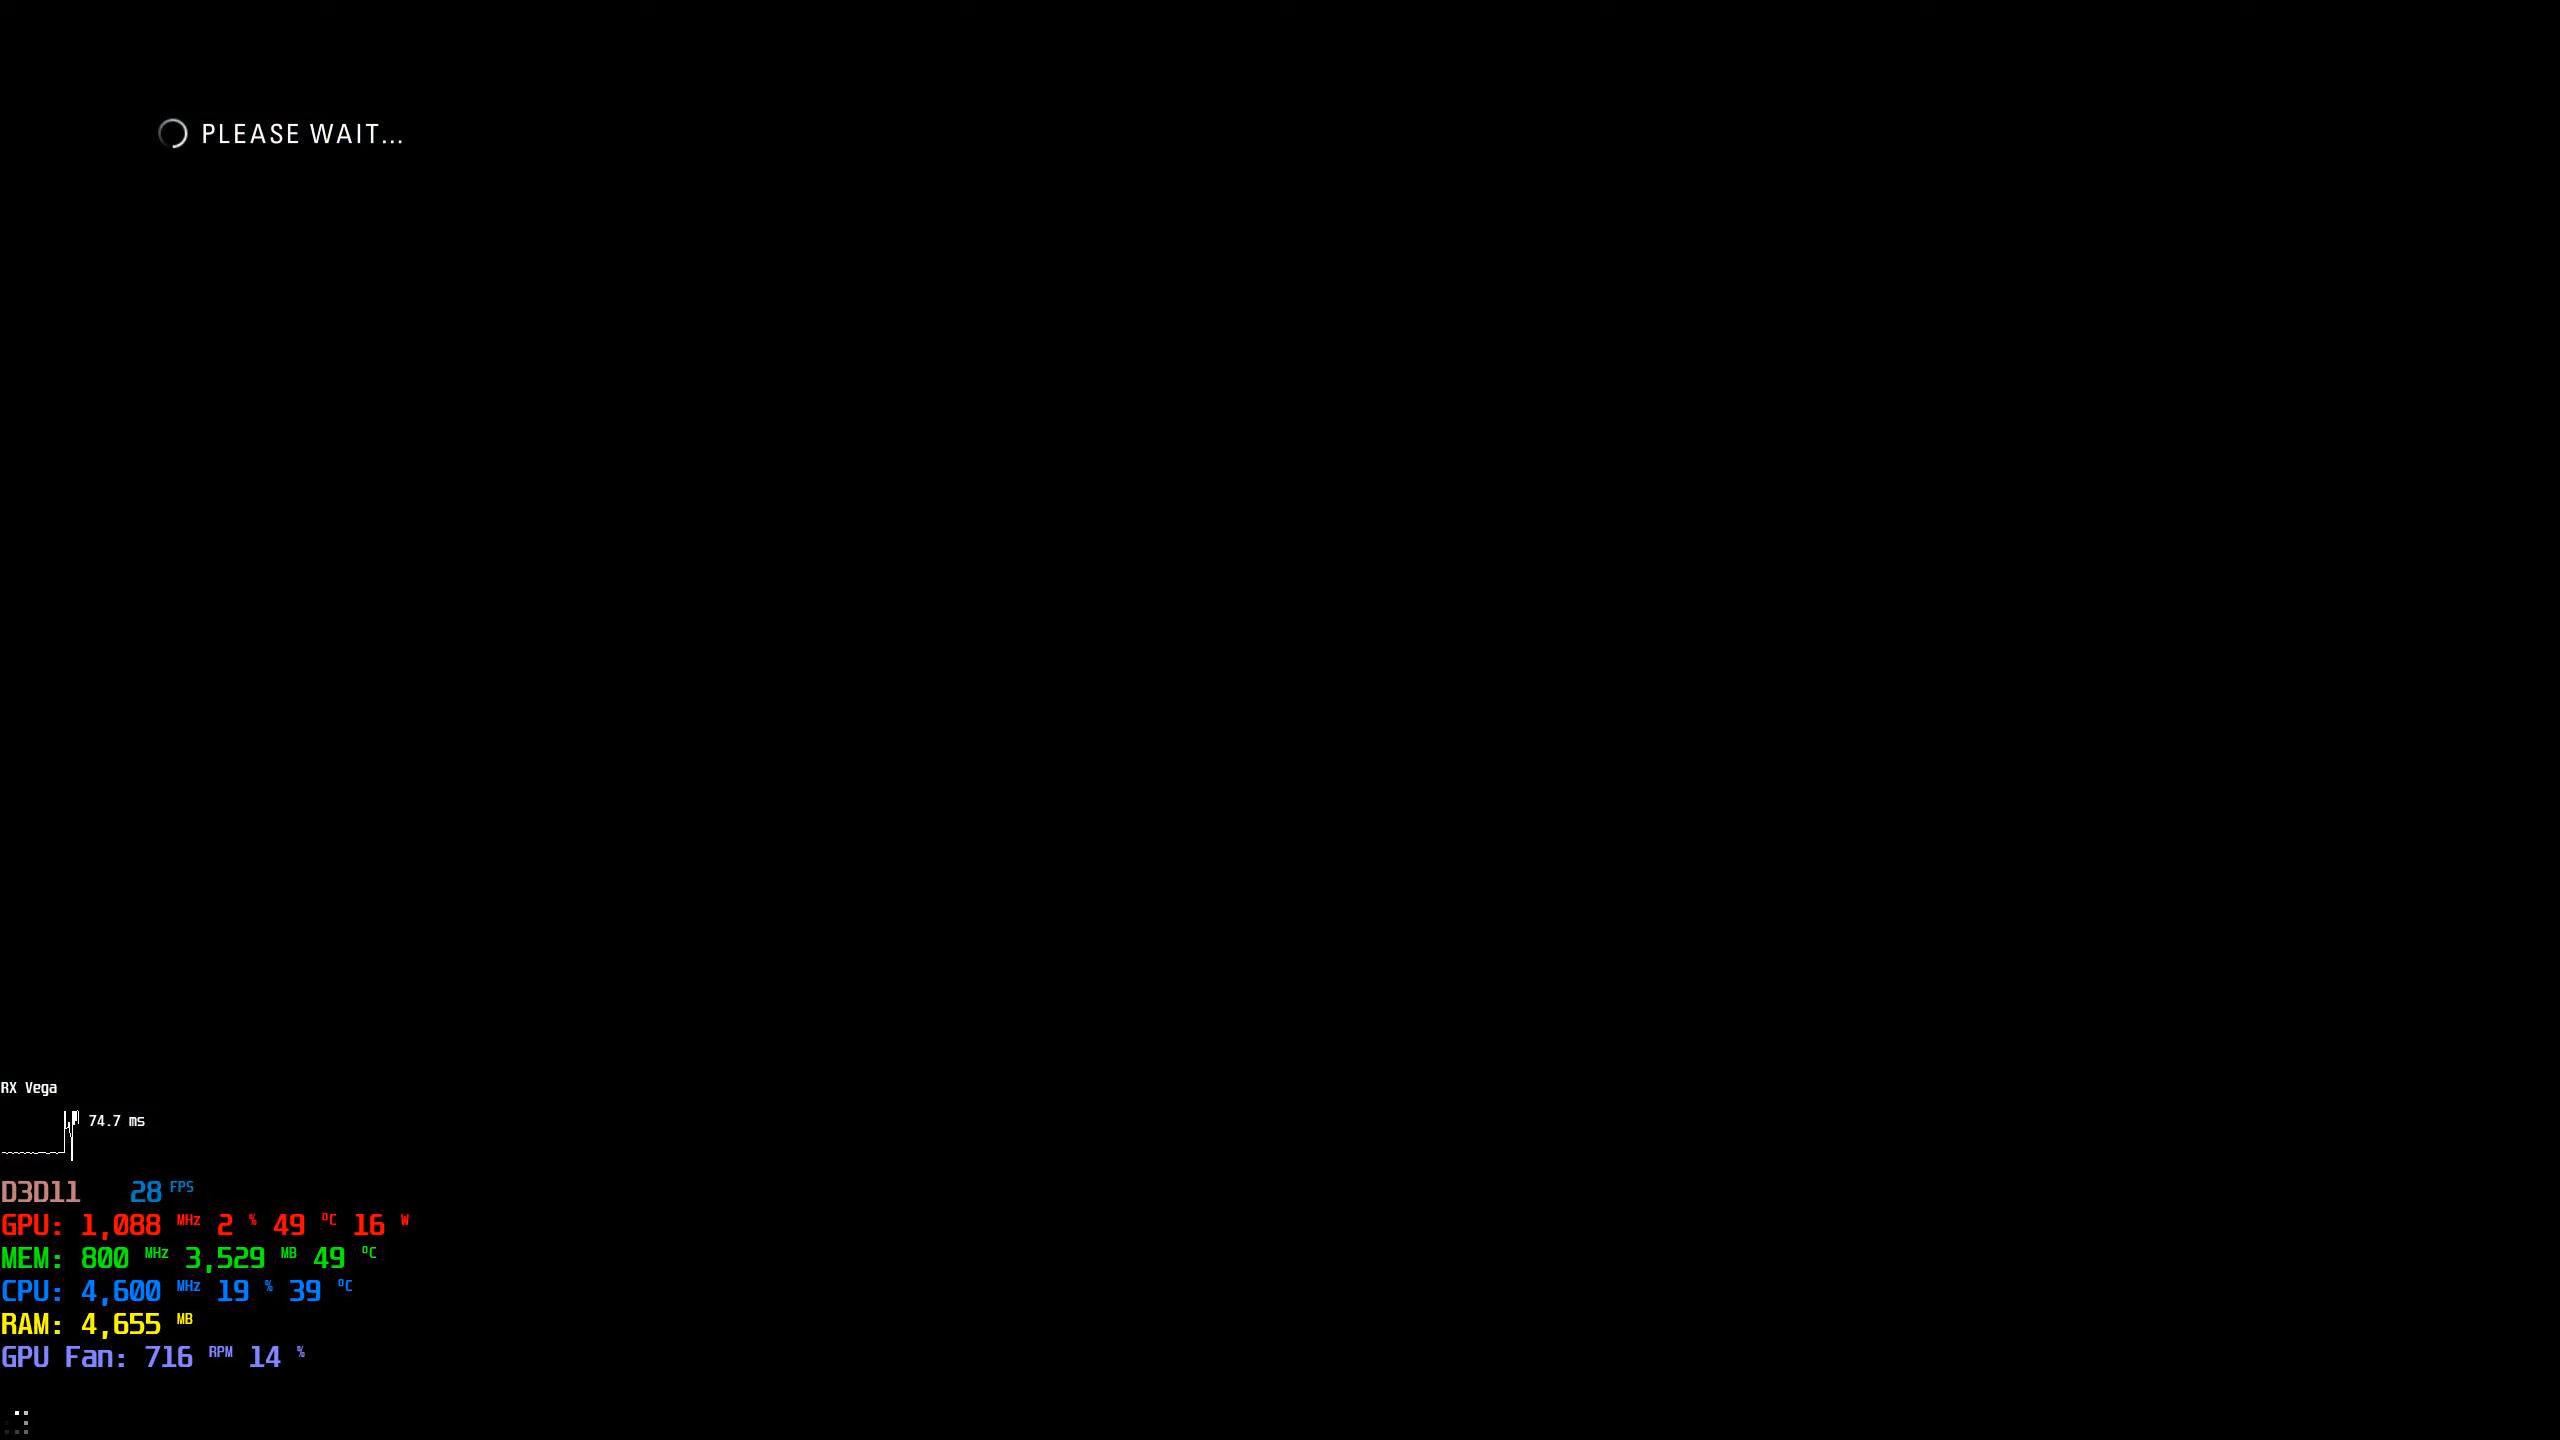 PLEASE WAIT...
RX Vega
74.7 ms
D3D11 28 FPS
GPU: 1,088 MHz 2 % 49 °C 16 W
MEM: 800 MHz 3,529 MB 49 °C
CPU: 4,600 MHz 19 % 39 °C
RAM: 4,655 MB
GPU Fan: 716 RPM 14 %